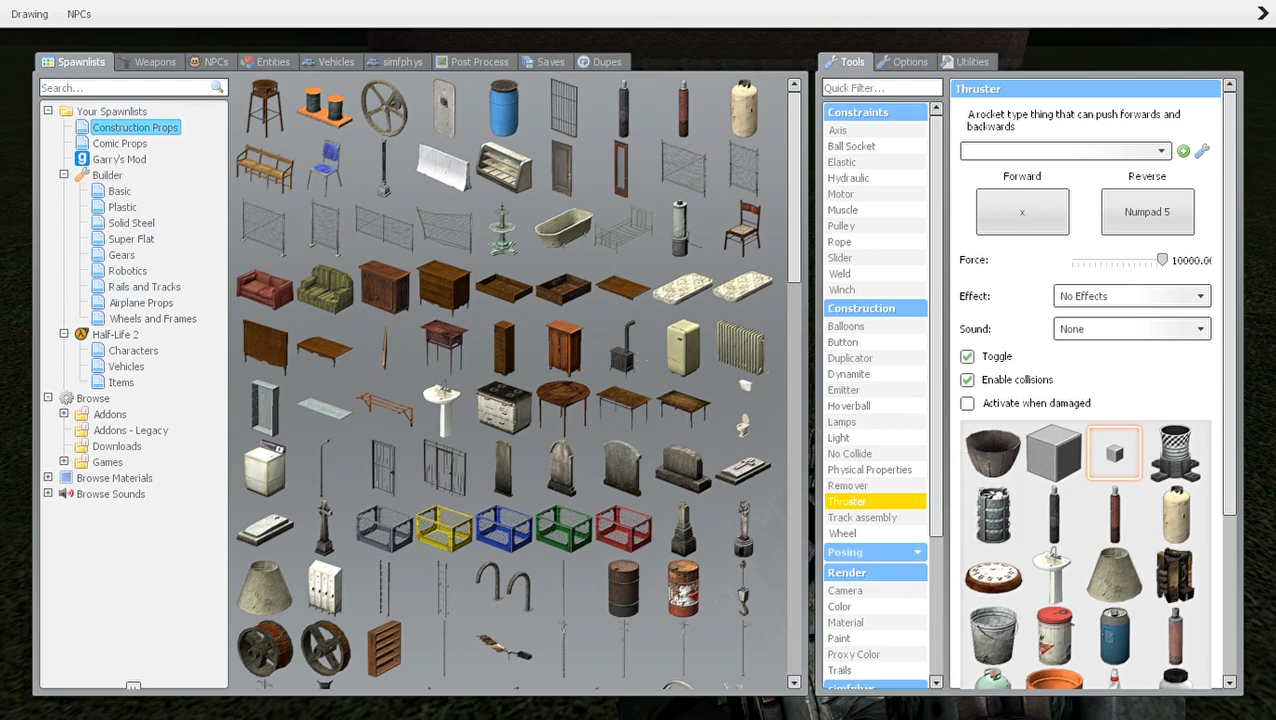 Drawing NPCs
Spawnlists Weapons NPCs Entities Vehicles simfphys Post Process Saves Dupes
Search...
Your Spawnlists
Construction Props
Comic Props
Garry's Mod
Builder
Basic
Plastic
Solid Steel
Super Flat
Gears
Robotics
Rails and Tracks
Airplane Props
Wheels and Frames
Half-Life 2
Characters
Vehicles
Items
Browse
Addons
Addons - Legacy
Downloads
Games
Browse Materials
Browse Sounds
Tools Options Utilities
Quick Filter...
Constraints
Axis
Ball Socket
Elastic
Hydraulic
Motor
Muscle
Pulley
Rope
Slider
Weld
Winch
Construction
Balloons
Button
Duplicator
Dynamite
Emitter
Hoverball
Lamps
Light
No Collide
Physical Properties
Remover
Thruster
Track assembly
Wheel
Posing
Render
Camera
Color
Material
Paint
Proxy Color
Trails
simfphys
Thruster
A rocket type thing that can push forwards and
backwards
Forward Reverse
x Numpad 5
Force: 10000.00
Effect: No Effects
Sound: None
Toggle
Enable collisions
Activate when damaged